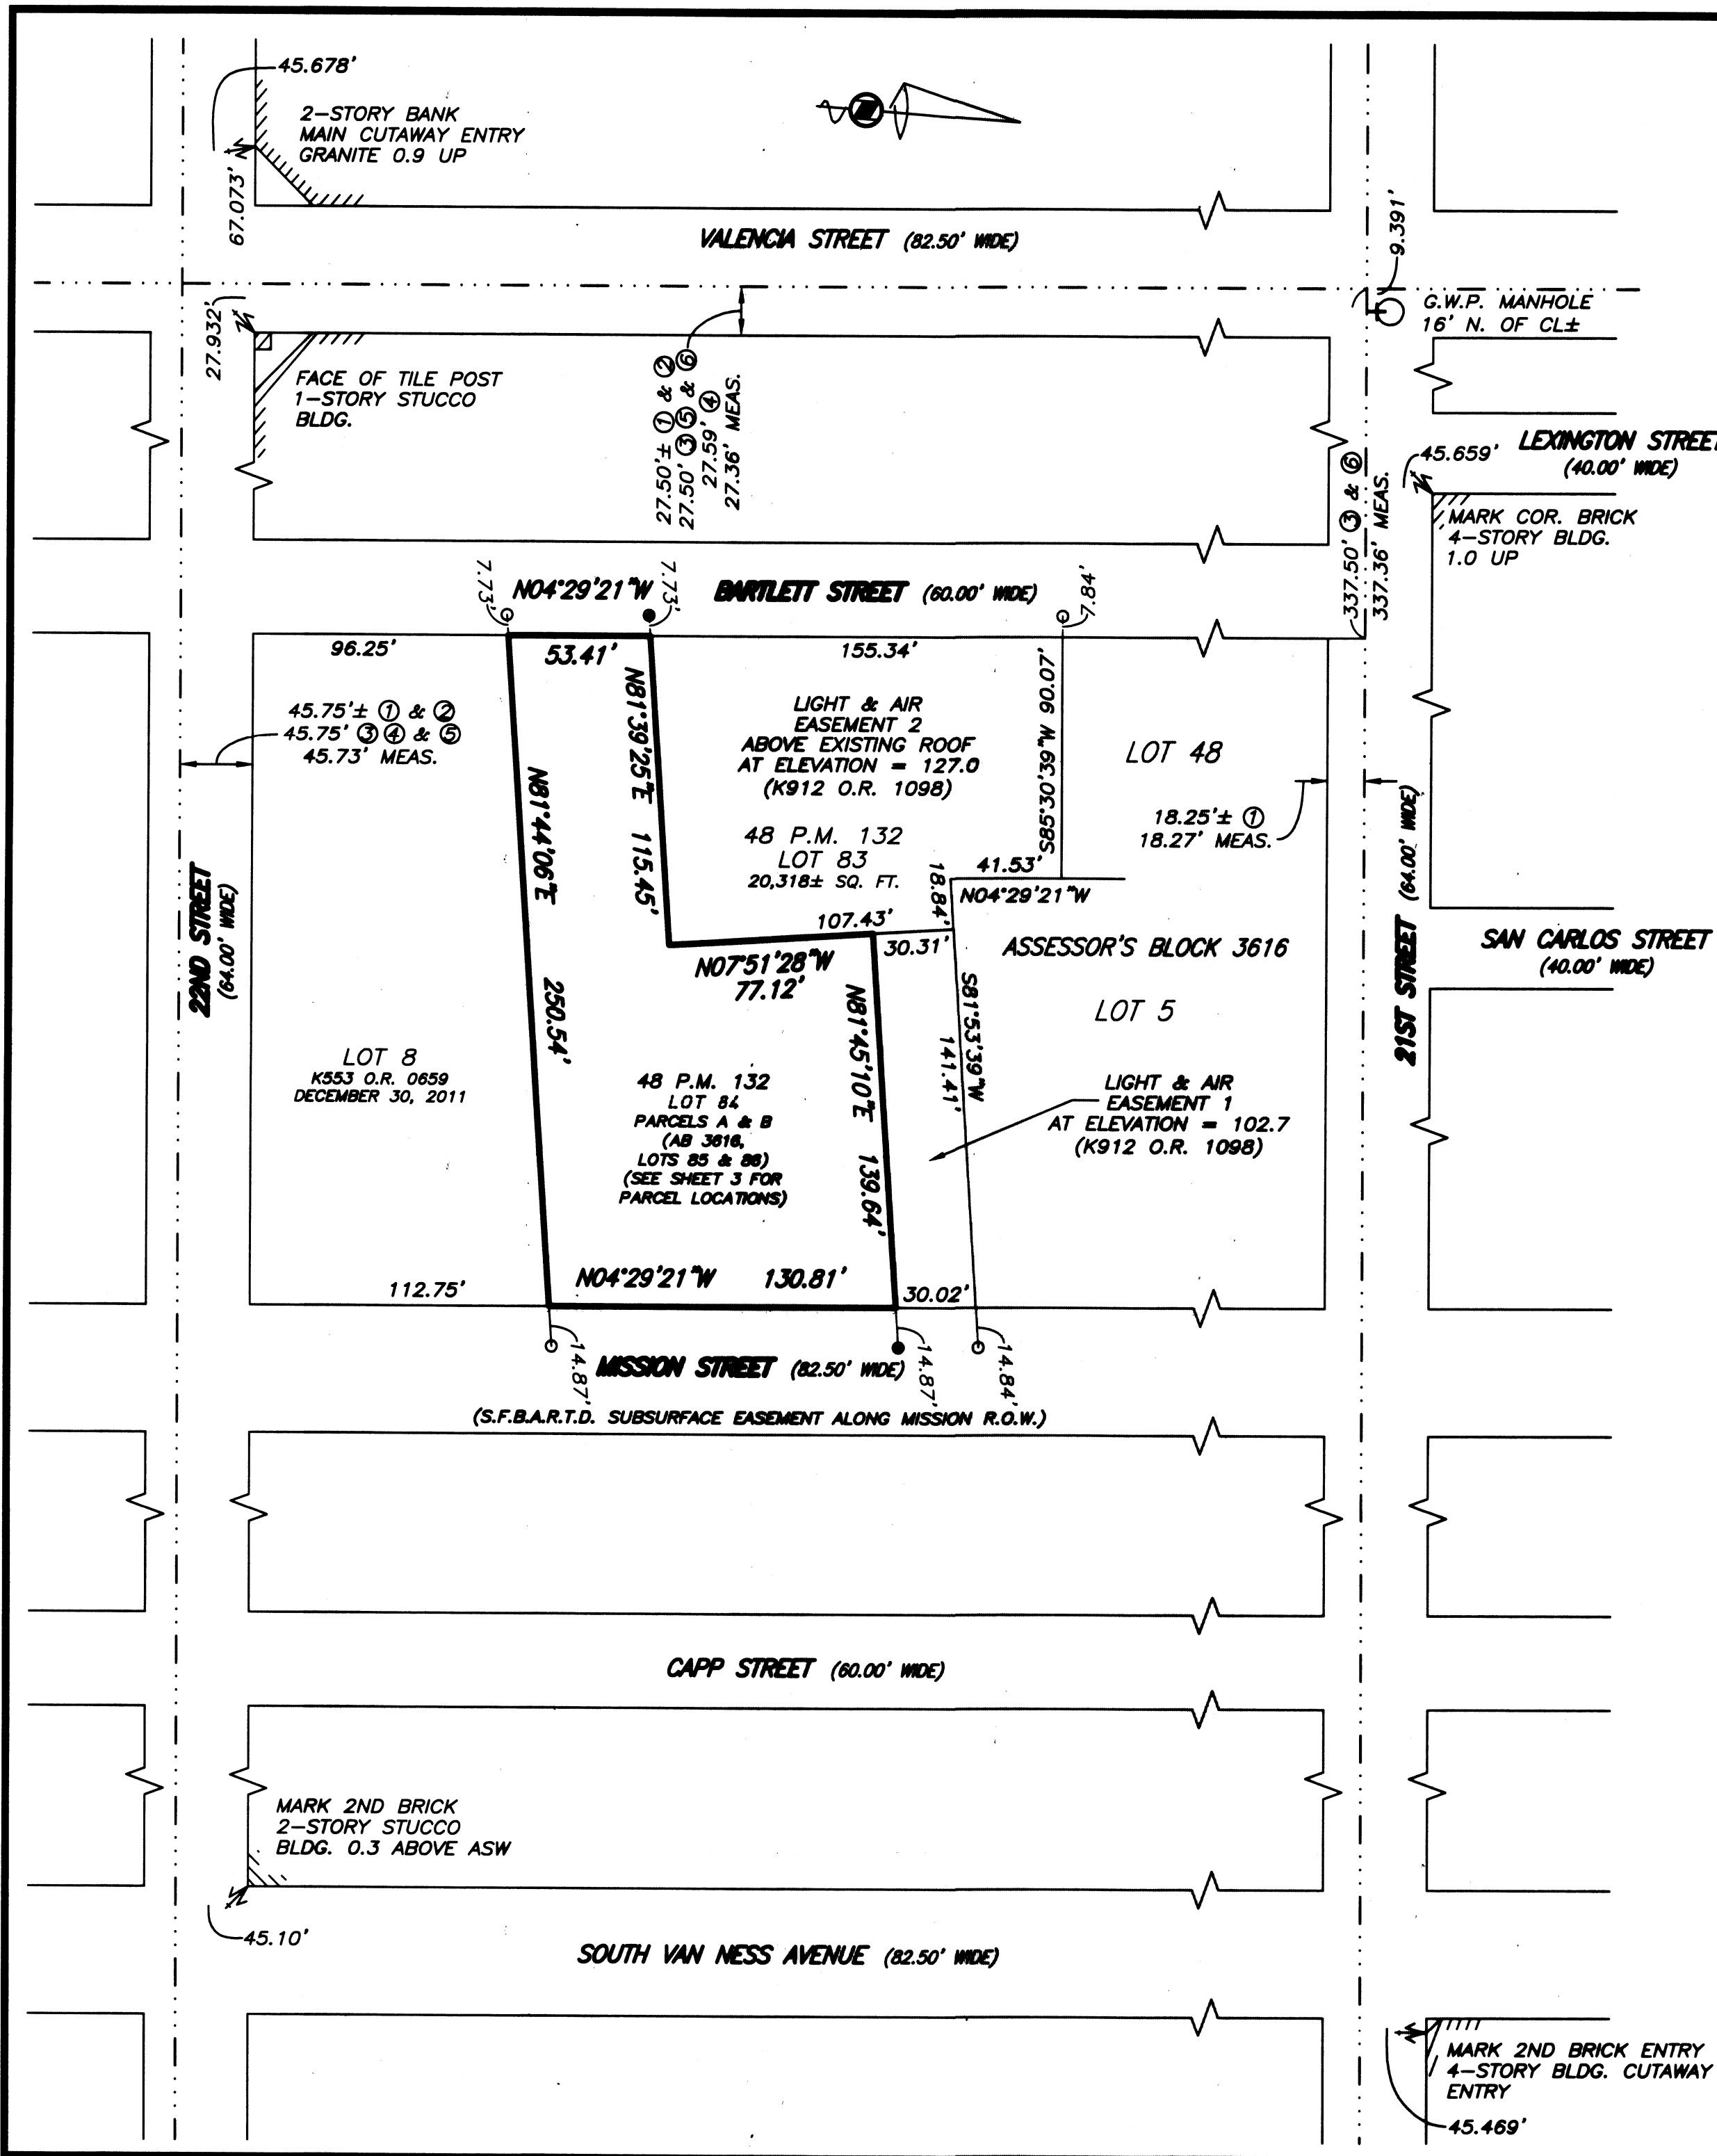 45.678'
2-STORY BANK
MAIN CUTAWAY ENTRY
GRANITE 0.9 UP
67.073'
VALENCIA STREET (82.50' WIDE)
9.391'
G.W.P. MANHOLE
16' N. OF CL±
27.932'
FACE OF TILE POST
1-STORY STUCCO
BLDG.
27.50'± ① & ②
27.50' ③ ⑤ & ⑥
27.59' ④
27.36' MEAS.
LEXINGTON STREET
(40.00' WIDE)
45.659'
MARK COR. BRICK
4-STORY BLDG.
1.0 UP
337.50' ③ & ⑥
337.36' MEAS.
7.73'
N04°29'21"W
7.73'
BARTLETT STREET (60.00' WIDE)
7.84'
96.25'
53.41'
155.34'
45.75'± ① & ②
45.75' ③ ④ & ⑤
45.73' MEAS.
N81°39'25"E 115.45'
LIGHT & AIR
EASEMENT 2
ABOVE EXISTING ROOF
AT ELEVATION = 127.0
(K912 O.R. 1098)
S85°30'39"W 90.07'
LOT 48
18.25'± ①
18.27' MEAS.
48 P.M. 132
LOT 83
20,318± SQ. FT.
N81°44'06"E 250.54'
18.84'
41.53'
N04°29'21"W
22ND STREET
(64.00' WIDE)
21ST STREET (64.00' WIDE)
107.43'
30.31'
ASSESSOR'S BLOCK 3616
SAN CARLOS STREET
(40.00' WIDE)
N07°51'28"W
77.12'
N81°45'10"E 139.64'
S81°53'39"W
141.41'
LOT 5
LOT 8
K553 O.R. 0659
DECEMBER 30, 2011
48 P.M. 132
LOT 84
PARCELS A & B
(AB 3616,
LOTS 85 & 86)
(SEE SHEET 3 FOR
PARCEL LOCATIONS)
LIGHT & AIR
EASEMENT 1
AT ELEVATION = 102.7
(K912 O.R. 1098)
112.75'
N04°29'21"W 130.81'
30.02'
14.87'
MISSION STREET (82.50' WIDE)
14.87'
14.84'
(S.F.B.A.R.T.D. SUBSURFACE EASEMENT ALONG MISSION R.O.W.)
CAPP STREET (60.00' WIDE)
MARK 2ND BRICK
2-STORY STUCCO
BLDG. 0.3 ABOVE ASW
45.10'
SOUTH VAN NESS AVENUE (82.50' WIDE)
MARK 2ND BRICK ENTRY
4-STORY BLDG. CUTAWAY
ENTRY
45.469'